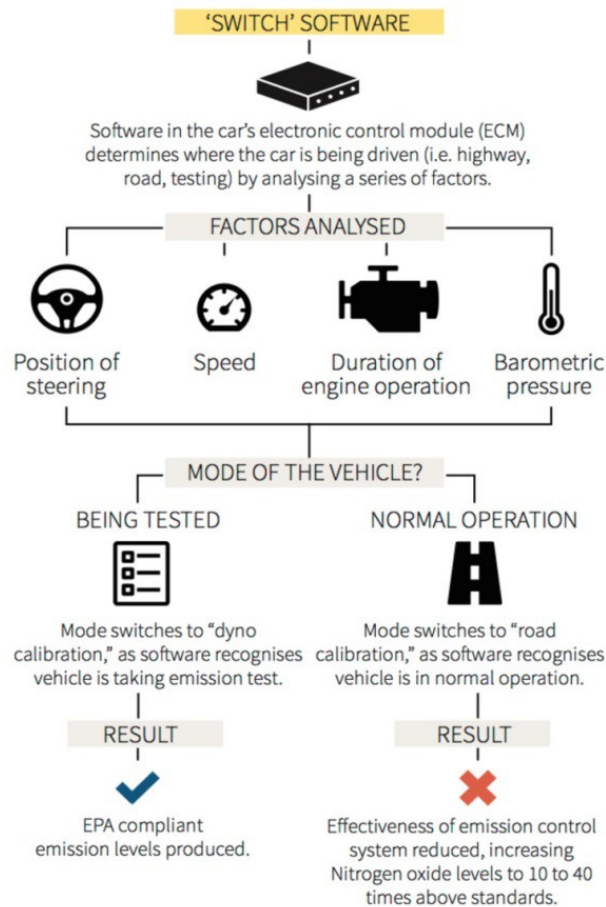 'SWITCH' SOFTWARE
Software in the car's electronic control module (ECM)
determines where the car is being driven (i.e. highway,
road, testing) by analysing a series of factors.
FACTORS ANALYSED
Position of
steering
Speed
Duration of
engine operation
Barometric
pressure
MODE OF THE VEHICLE?
BEING TESTED
Mode switches to “dyno
calibration,” as software recognises
vehicle is taking emission test.
RESULT
EPA compliant
emission levels produced.
NORMAL OPERATION
Mode switches to “road
calibration,” as software recognises
vehicle is in normal operation.
RESULT
Effectiveness of emission control
system reduced, increasing
Nitrogen oxide levels to 10 to 40
times above standards.